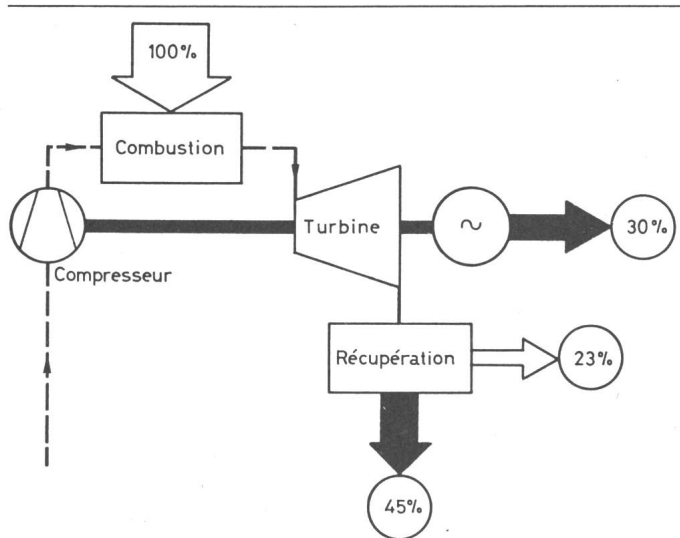 100%
Combustion
Turbine
~
30%
Compresseur
Récupération
23%
45%